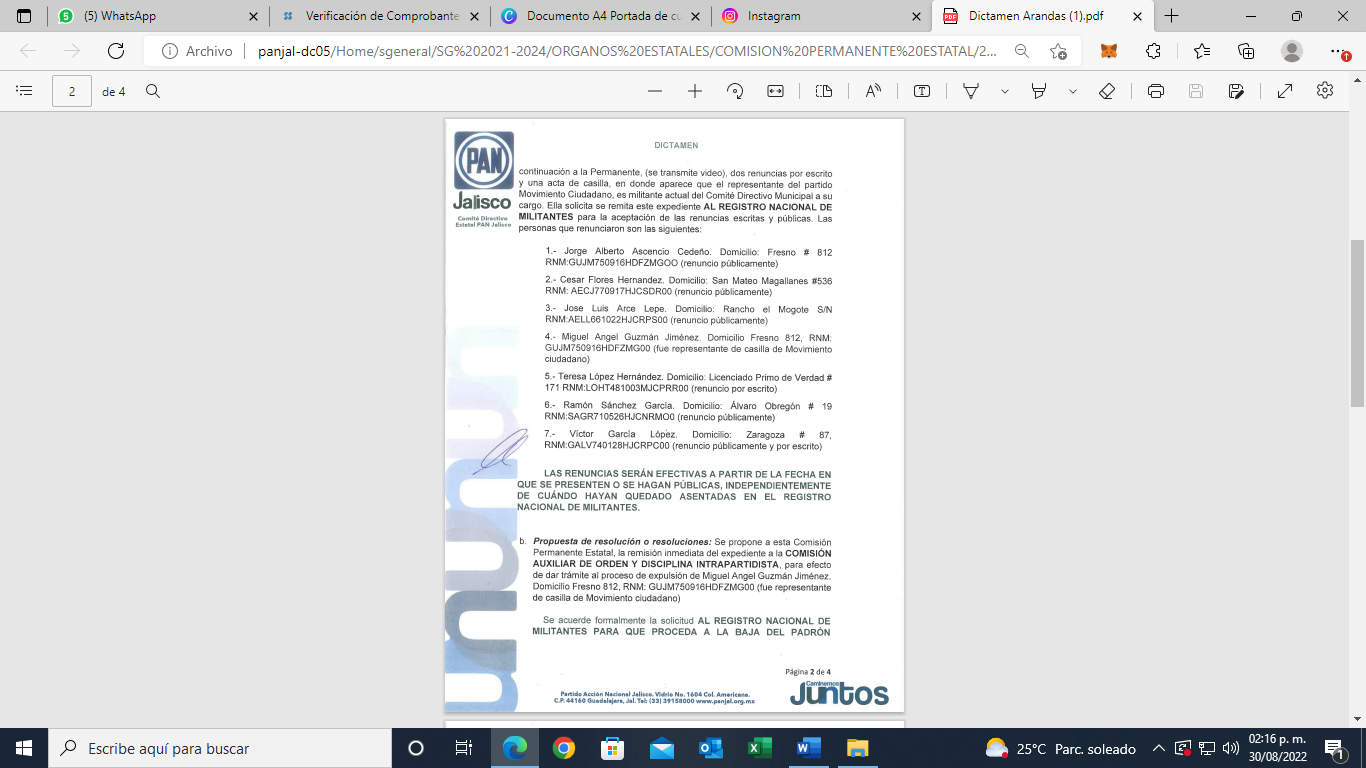 (5) WhatsApp
Verificación de Comprobante
Documento A4 Portada de cu
Instagram
Dictamen Arandas (1).pdf
Archivo
panjal-dc05/Home/sgeneral/SG%202021-2024/ORGANOS%20ESTATALES/COMISION%20PERMANENTE%20ESTATAL/2...
2
de 4
PAN
Jalisco
Comité Directivo
Estatal PAN Jalisco
DICTAMEN
continuación a la Permanente, (se transmite video), dos renuncias por escrito
y una acta de casilla, en donde aparece que el representante del partido
Movimiento Ciudadano, es militante actual del Comité Directivo Municipal a su
cargo. Ella solicita se remita este expediente AL REGISTRO NACIONAL DE
MILITANTES para la aceptación de las renuncias escritas y públicas. Las
personas que renunciaron son las siguientes:
1.- Jorge Alberto Ascencio Cedeño. Domicilio: Fresno # 812
RNM:GUJM750916HDFZMGOO (renuncio públicamente)
2.- Cesar Flores Hernandez. Domicilio: San Mateo Magallanes #536
RNM: AECJ770917HJCSDR00 (renuncio públicamente)
3.- Jose Luis Arce Lepe. Domicilio: Rancho el Mogote S/N
RNM:AELL661022HJCRPS00 (renuncio públicamente)
4.- Miguel Angel Guzmán Jiménez. Domicilio Fresno 812, RNM:
GUJM750916HDFZMG00 (fue representante de casilla de Movimiento
ciudadano)
5.- Teresa López Hernández. Domicilio: Licenciado Primo de Verdad #
171 RNM:LOHT481003MJCPRR00 (renuncio por escrito)
6.- Ramón Sánchez García. Domicilio: Álvaro Obregón # 19
RNM:SAGR710526HJCNRMO0 (renuncio públicamente)
7.- Víctor García López. Domicilio: Zaragoza # 87,
RNM:GALV740128HJCRPC00 (renuncio públicamente y por escrito)
LAS RENUNCIAS SERÁN EFECTIVAS A PARTIR DE LA FECHA EN
QUE SE PRESENTEN O SE HAGAN PÚBLICAS, INDEPENDIENTEMENTE
DE CUÁNDO HAYAN QUEDADO ASENTADAS EN EL REGISTRO
NACIONAL DE MILITANTES.
b. Propuesta de resolución o resoluciones: Se propone a esta Comisión
Permanente Estatal, la remisión inmediata del expediente a la COMISIÓN
AUXILIAR DE ORDEN Y DISCIPLINA INTRAPARTIDISTA, para efecto
de dar trámite al proceso de expulsión de Miguel Angel Guzmán Jiménez.
Domicilio Fresno 812, RNM: GUJM750916HDFZMG00 (fue representante
de casilla de Movimiento ciudadano)
Se acuerde formalmente la solicitud AL REGISTRO NACIONAL DE
MILITANTES PARA QUE PROCEDA A LA BAJA DEL PADRÓN
Página 2 de 4
Partido Acción Nacional Jalisco. Vidrio No. 1604 Col. Americana.
C.P. 44160 Guadalajara, Jal. Tel: (33) 39158000 www.panjal.org.mx
Caminemos
JUntos
Escribe aquí para buscar
25°C Parc. soleado
02:16 p. m.
30/08/2022
1